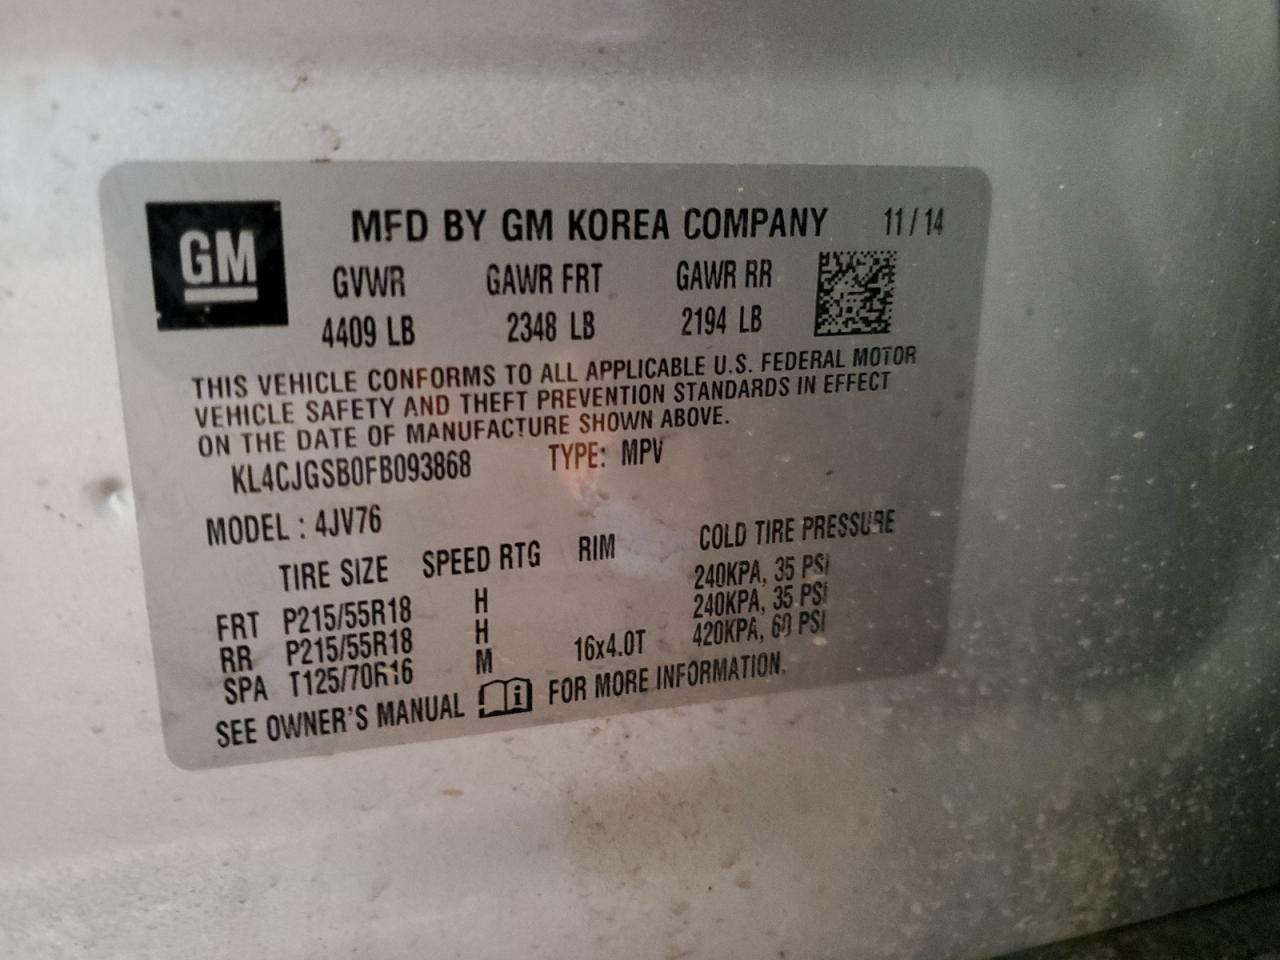 GM
MFD BY GM KOREA COMPANY 11/14
GVWR GAWR FRT GAWR RR
4409 LB 2348 LB 2194 LB
THIS VEHICLE CONFORMS TO ALL APPLICABLE U.S. FEDERAL MOTOR
VEHICLE SAFETY AND THEFT PREVENTION STANDARDS IN EFFECT
ON THE DATE OF MANUFACTURE SHOWN ABOVE.
KL4CJGSB0FB093868 TYPE: MPV
MODEL : 4JV76
TIRE SIZE SPEED RTG RIM COLD TIRE PRESSURE
FRT P215/55R18 H 240KPA, 35 PSI
RR P215/55R18 H 240KPA, 35 PSI
SPA T125/70R16 M 16x4.0T 420KPA, 60 PSI
SEE OWNER'S MANUAL i FOR MORE INFORMATION.